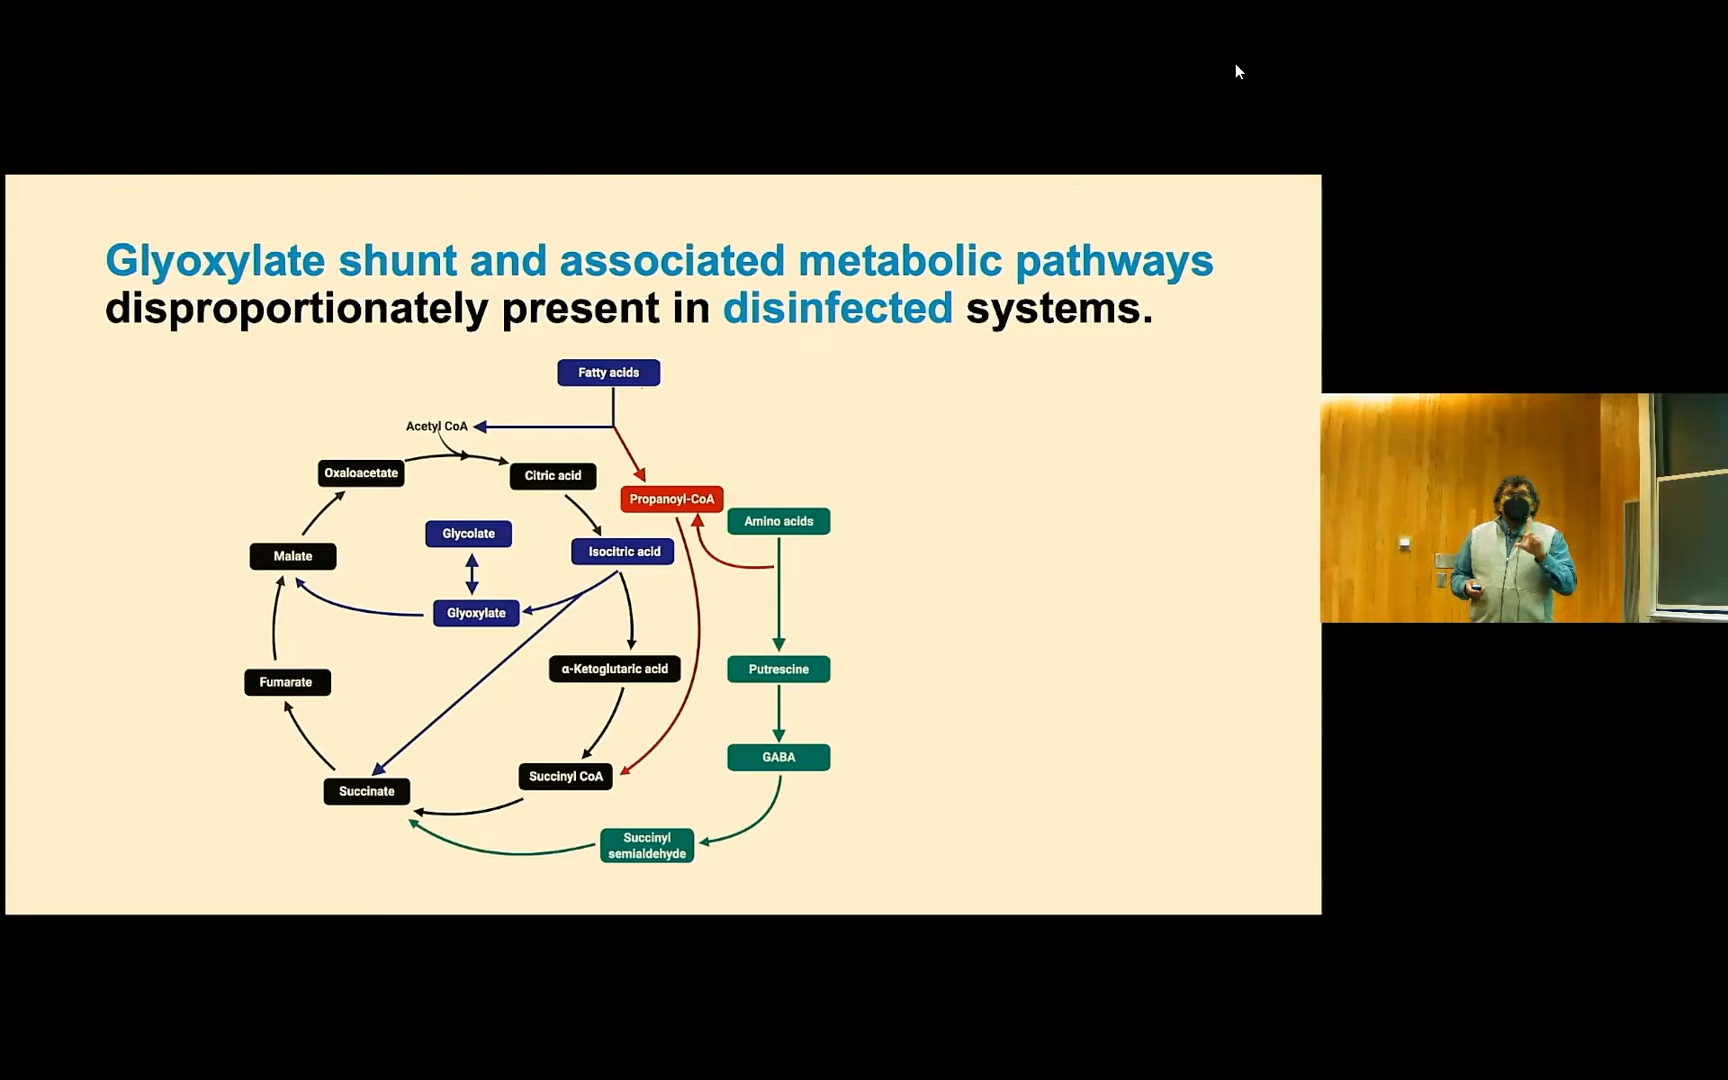 Glyoxylate shunt and associated metabolic pathways
disproportionately present in disinfected systems.
Fatty acids
Acetyl CoA
Oxaloacetate
Citric acid
Propanoyl-CoA
Amino acids
Glycolate
Isocitric acid
Malate
Glyoxylate
α-Ketoglutaric acid
Putrescine
Fumarate
GABA
Succinyl CoA
Succinate
Succinyl
semialdehyde